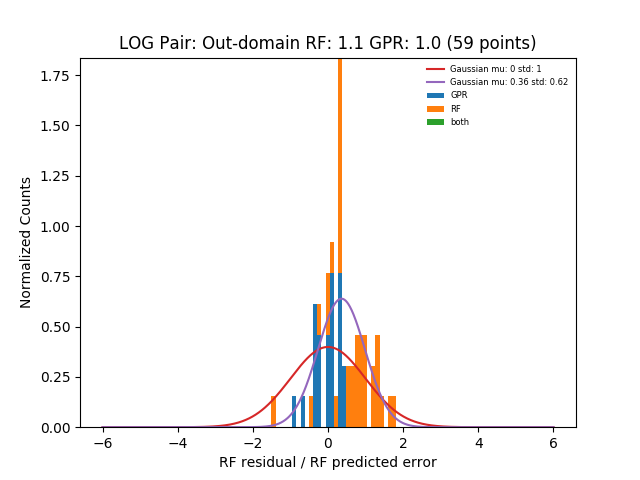 LOG Pair: Out-domain RF: 1.1 GPR: 1.0 (59 points)
Gaussian mu: 0 std: 1
Gaussian mu: 0.36 std: 0.62
GPR
RF
both
Normalized Counts
1.75
1.50
1.25
1.00
0.75
0.50
0.25
0.00
−6 −4 −2 0 2 4 6
RF residual / RF predicted error